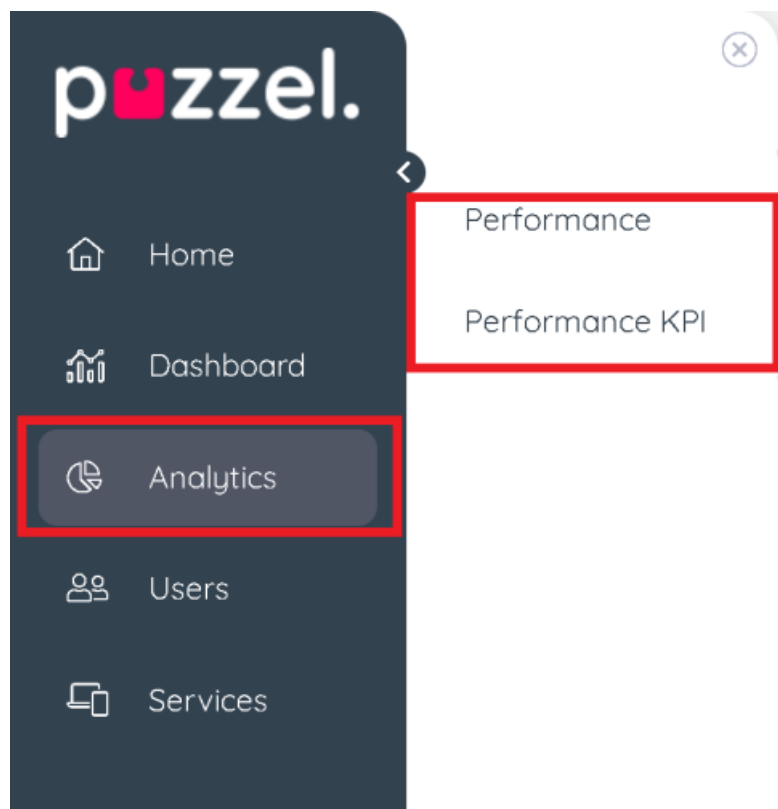 puzzel.
Home
Dashboard
Analytics
Users
Services
Performance
Performance KPI